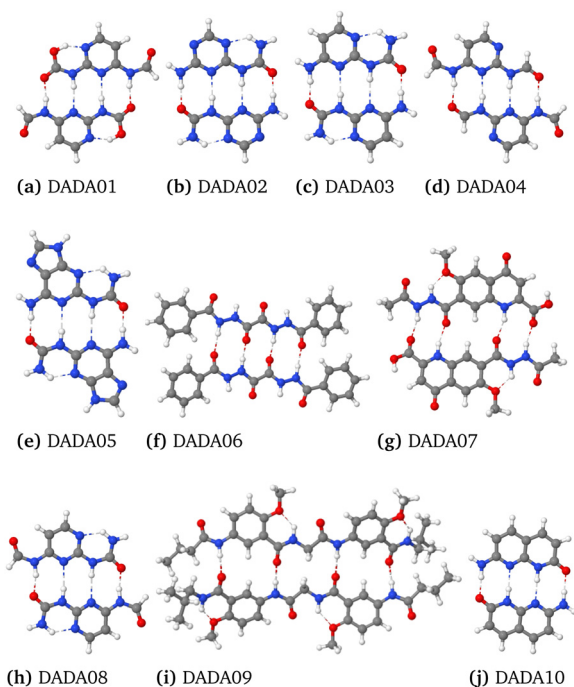 (a) DADA01
(b) DADA02
(c) DADA03
(d) DADA04
(e) DADA05
(f) DADA06
(g) DADA07
(h) DADA08
(i) DADA09
(j) DADA10